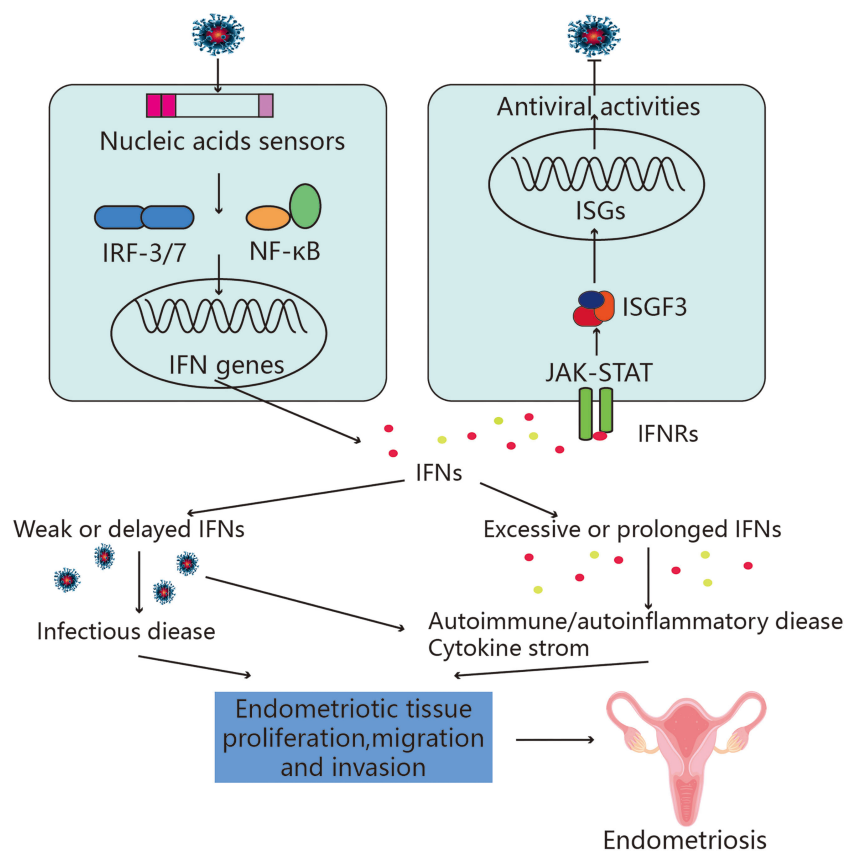 Nucleic acids sensors
IRF-3/7
NF-κB
IFN genes
Antiviral activities
ISGs
ISGF3
JAK-STAT
IFNRs
IFNs
Weak or delayed IFNs
Excessive or prolonged IFNs
Infectious disease
Autoimmune/autoinflammatory diease
Cytokine strom
Endometriotic tissue
proliferation,migration
and invasion
Endometriosis